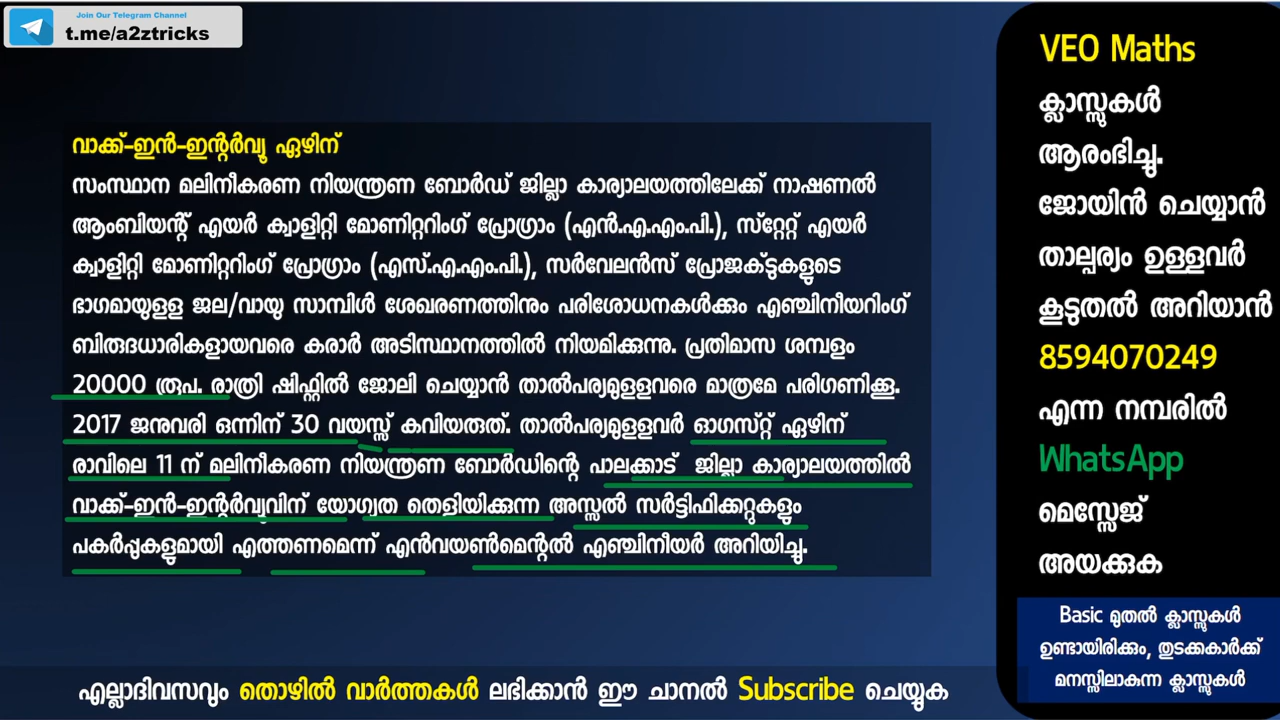 Join Our Telegram Channel
t.me/a2ztricks
വാക്ക്-ഇൻ-ഇന്റർവ്യൂ ഏഴിന്
സംസ്ഥാന മലിനീകരണ നിയന്ത്രണ ബോർഡ് ജില്ലാ കാര്യാലയത്തിലേക്ക് നാഷണൽ
ആംബിയന്റ് എയർ ക്വാളിറ്റി മോണിറ്ററിംഗ് പ്രോഗ്രാം (എൻ.എ.എം.പി.), സ്റ്റേറ്റ് എയർ
ക്വാളിറ്റി മോണിറ്ററിംഗ് പ്രോഗ്രാം (എസ്.എ.എം.പി.), സർവേലൻസ് പ്രോജക്ടുകളുടെ
ഭാഗമായുളള ജല/വായു സാമ്പിൾ ശേഖരണത്തിനും പരിശോധനകൾക്കും എഞ്ചിനീയറിംഗ്
ബിരുദധാരികളായവരെ കരാർ അടിസ്ഥാനത്തിൽ നിയമിക്കുന്നു. പ്രതിമാസ ശമ്പളം
20000 രൂപ. രാത്രി ഷിഫ്റ്റിൽ ജോലി ചെയ്യാൻ താൽപര്യമുളളവരെ മാത്രമേ പരിഗണിക്കൂ.
2017 ജനുവരി ഒന്നിന് 30 വയസ്സ് കവിയരുത്. താൽപര്യമുളളവർ ഓഗസ്റ്റ് ഏഴിന്
രാവിലെ 11 ന് മലിനീകരണ നിയന്ത്രണ ബോർഡിന്റെ പാലക്കാട് ജില്ലാ കാര്യാലയത്തിൽ
വാക്ക്-ഇൻ-ഇന്റർവ്യുവിന് യോഗ്യത തെളിയിക്കുന്ന അസ്സൽ സർട്ടിഫിക്കറ്റുകളും
പകർപ്പുകളുമായി എത്തണമെന്ന് എൻവയൺമെന്റൽ എഞ്ചിനീയർ അറിയിച്ചു.
VEO Maths
ക്ലാസ്സുകൾ
ആരംഭിച്ചു.
ജോയിൻ ചെയ്യാൻ
താല്പര്യം ഉള്ളവർ
കൂടുതൽ അറിയാൻ
8594070249
എന്ന നമ്പരിൽ
WhatsApp
മെസ്സേജ്
അയക്കുക
Basic മുതൽ ക്ലാസ്സുകൾ
ഉണ്ടായിരിക്കും, തുടക്കകാർക്ക്
മനസ്സിലാകുന്ന ക്ലാസ്സുകൾ
എല്ലാദിവസവും തൊഴിൽ വാർത്തകൾ ലഭിക്കാൻ ഈ ചാനൽ Subscribe ചെയ്യുക